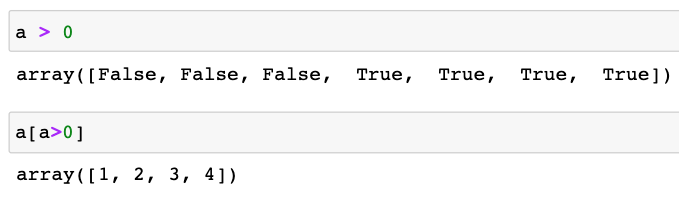 a > 0
array([False, False, False,  True,  True,  True,  True])
a[a>0]
array([1, 2, 3, 4])